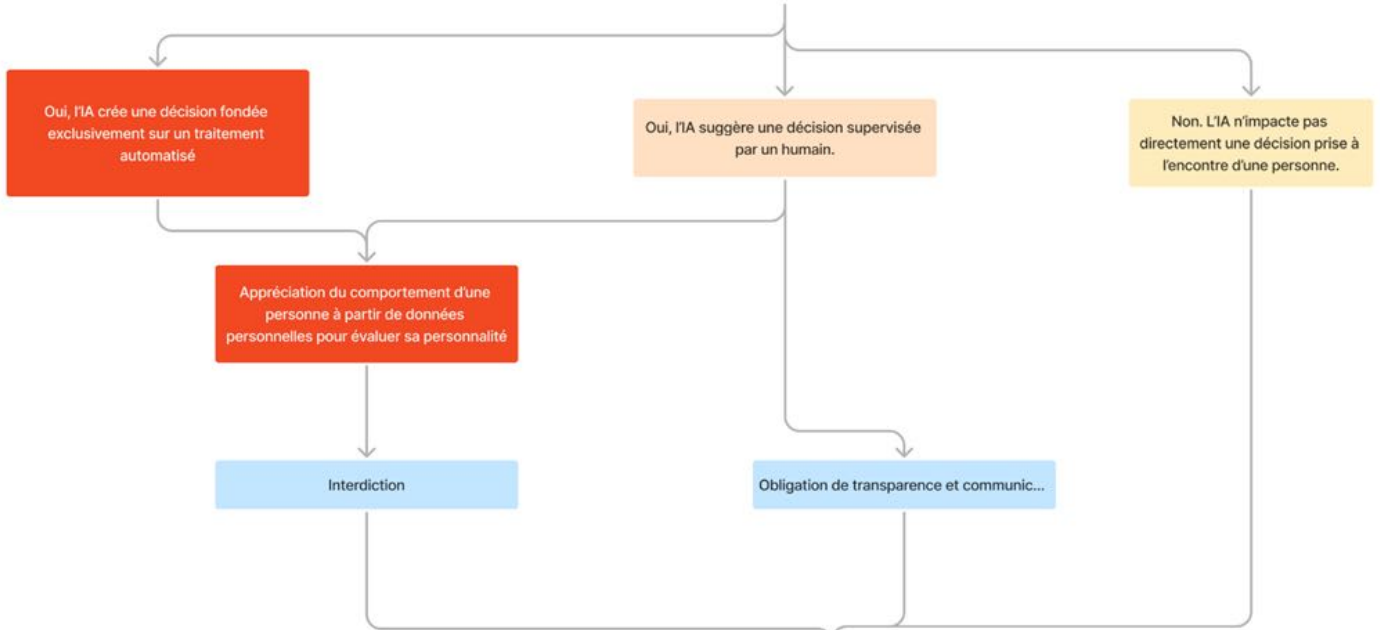 Oui, l'IA crée une décision fondée
exclusivement sur un traitement
automatisé
Oui, l'IA suggère une décision supervisée
par un humain.
Non. L'IA n'impacte pas
directement une décision prise à
l'encontre d'une personne.
Appréciation du comportement d'une
personne à partir de données
personnelles pour évaluer sa personnalité
Interdiction
Obligation de transparence et communic...